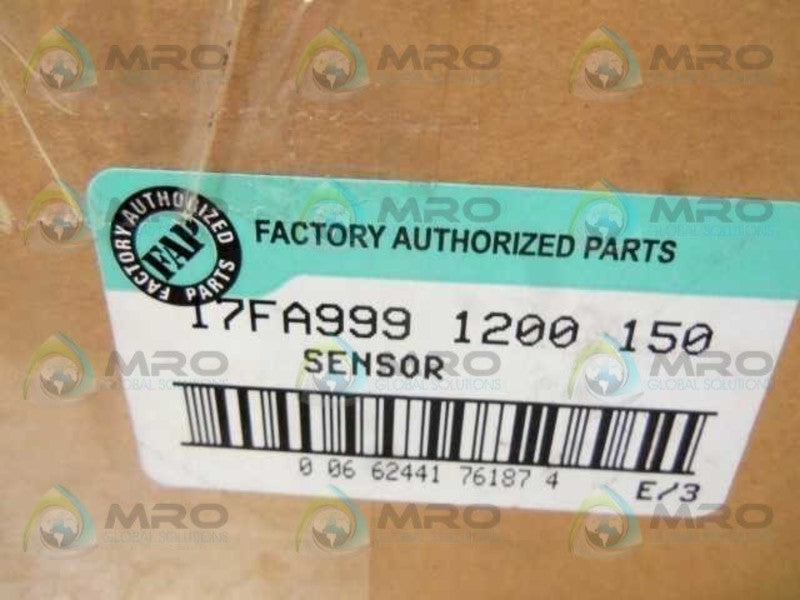 FACTORY AUTHORIZED PARTS
FAP
FACTORY AUTHORIZED PARTS
17FA999 1200 150
SENSOR
0 06 62441 76187 4
E/3
MRO GLOBAL SOLUTIONS